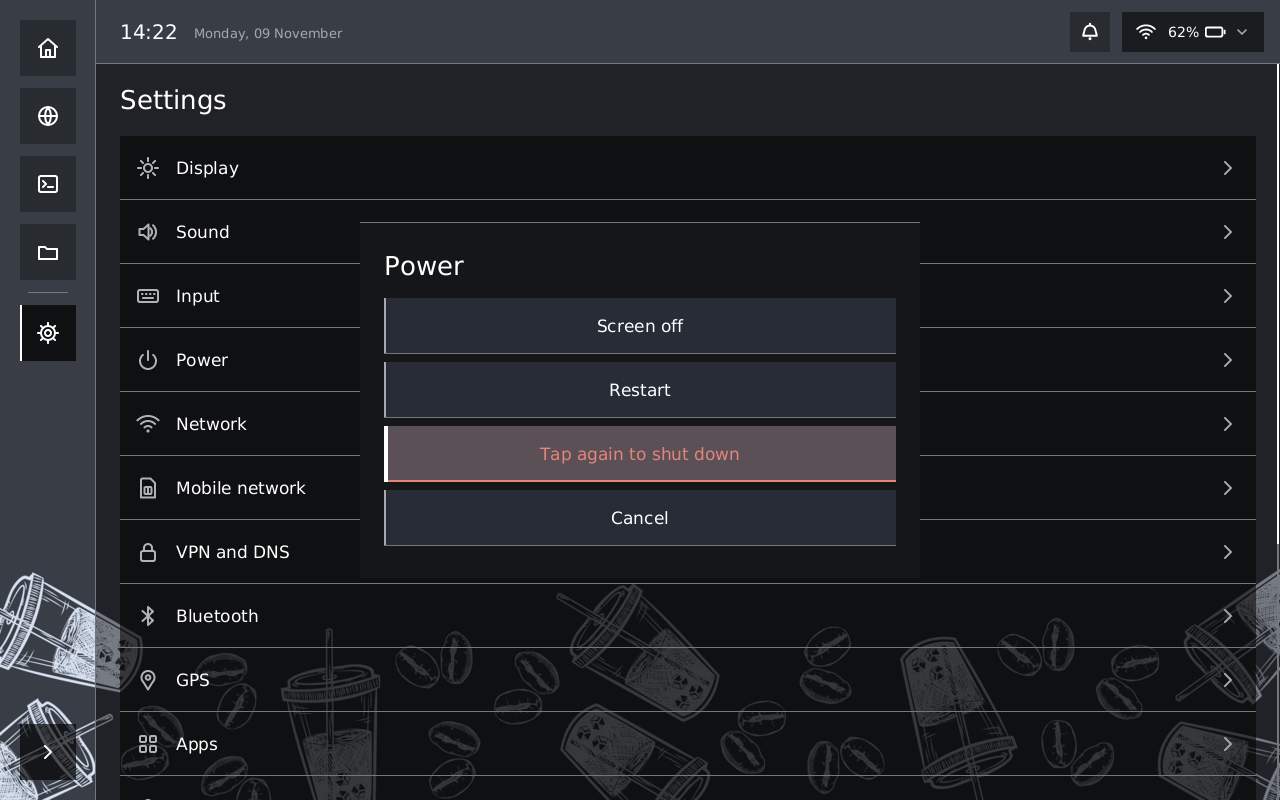 14:22 Monday, 09 November 62%
Settings
Display
Sound
Input
Power
Network
Mobile network
VPN and DNS
Bluetooth
GPS
Apps
Power
Screen off
Restart
Tap again to shut down
Cancel